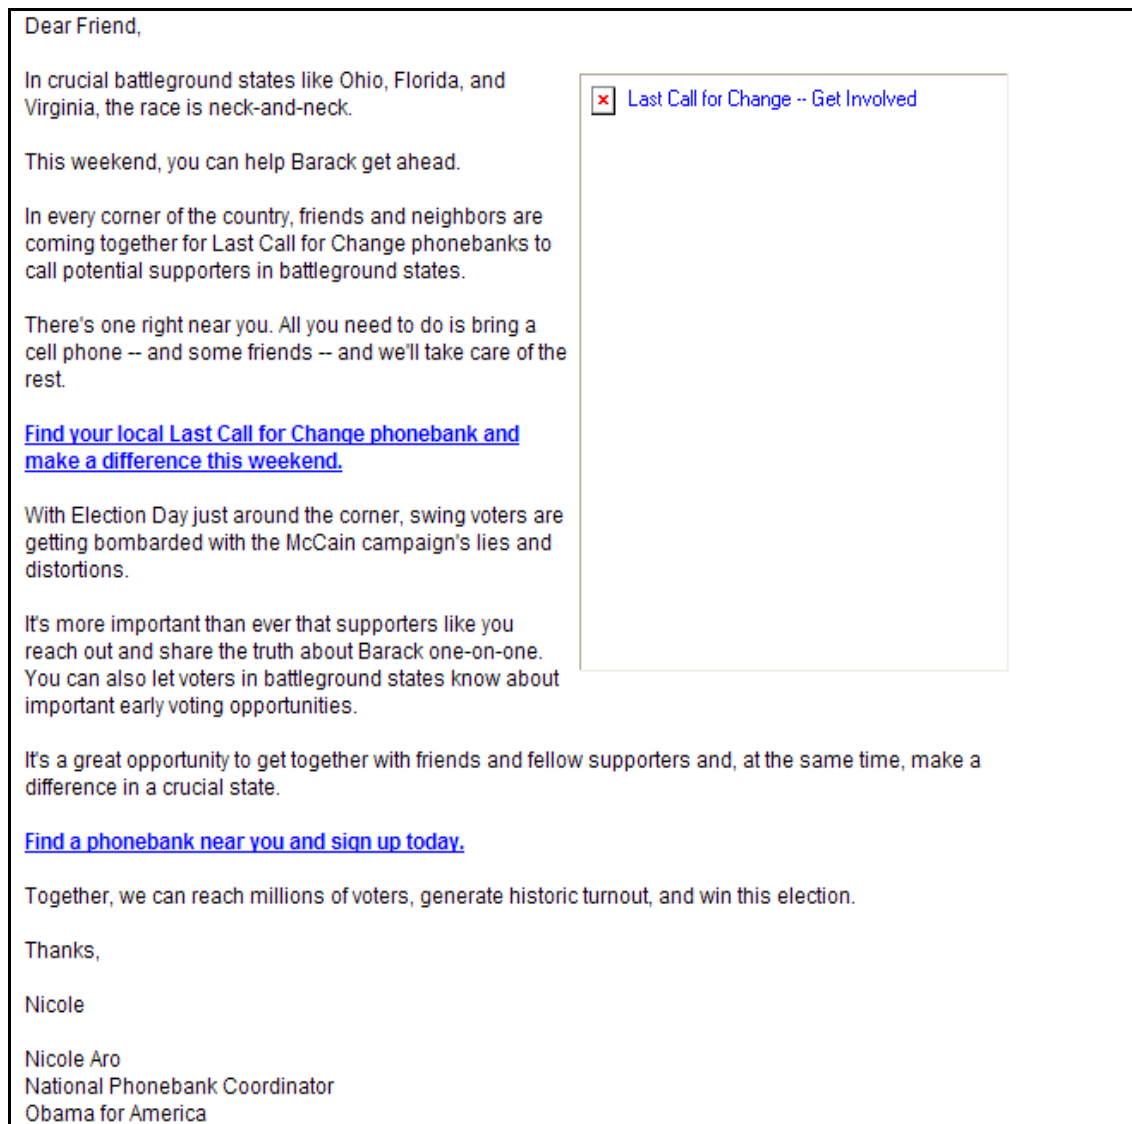 Dear Friend,
In crucial battleground states like Ohio, Florida, and
Virginia, the race is neck-and-neck.
Last Call for Change -- Get Involved
This weekend, you can help Barack get ahead.
In every corner of the country, friends and neighbors are
coming together for Last Call for Change phonebanks to
call potential supporters in battleground states.
There's one right near you. All you need to do is bring a
cell phone -- and some friends -- and we'll take care of the
rest.
Find your local Last Call for Change phonebank and
make a difference this weekend.
With Election Day just around the corner, swing voters are
getting bombarded with the McCain campaign's lies and
distortions.
It's more important than ever that supporters like you
reach out and share the truth about Barack one-on-one.
You can also let voters in battleground states know about
important early voting opportunities.
It's a great opportunity to get together with friends and fellow supporters and, at the same time, make a
difference in a crucial state.
Find a phonebank near you and sign up today.
Together, we can reach millions of voters, generate historic turnout, and win this election.
Thanks,
Nicole
Nicole Aro
National Phonebank Coordinator
Obama for America